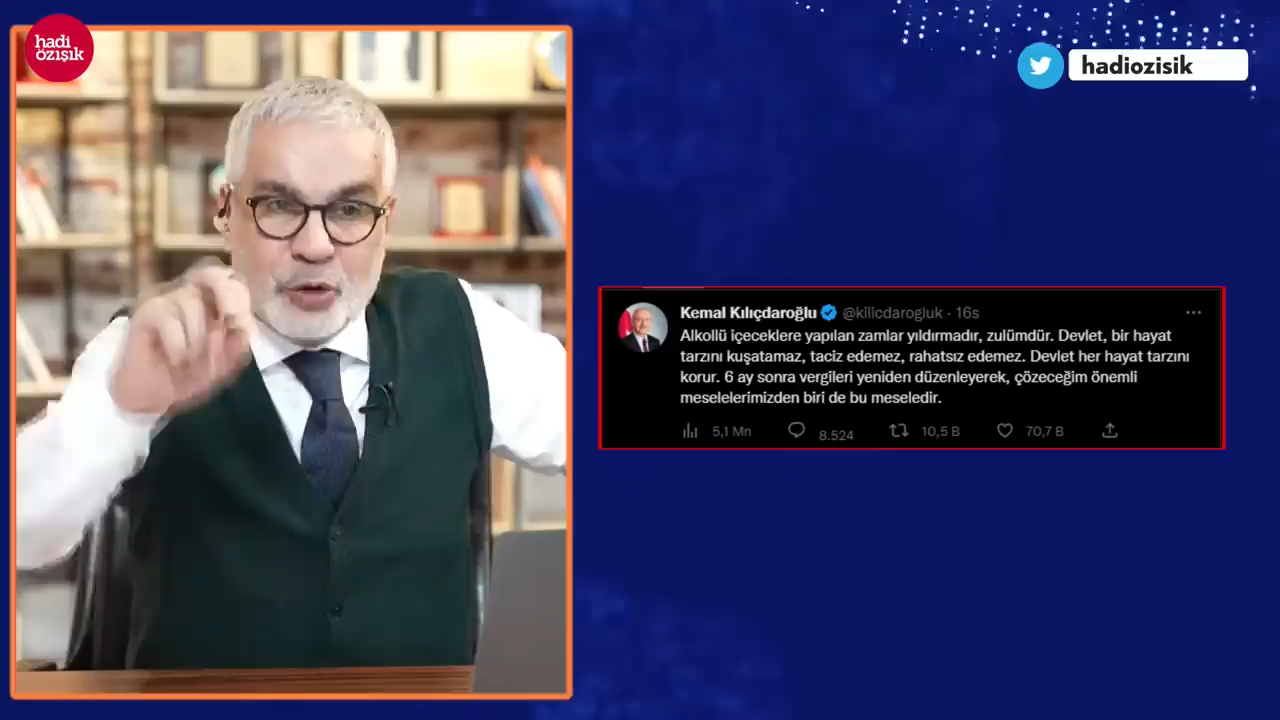 hadi
özışık
hadiozisik
Kemal Kılıçdaroğlu @kilicdarogluk · 16s
Alkollü içeceklere yapılan zamlar yıldırmadır, zulümdür. Devlet, bir hayat
tarzını kuşatamaz, taciz edemez, rahatsız edemez. Devlet her hayat tarzını
korur. 6 ay sonra vergileri yeniden düzenleyerek, çözeceğim önemli
meselelerimizden biri de bu meseledir.
5,1 Mn 8.524 10,5 B 70,7 B